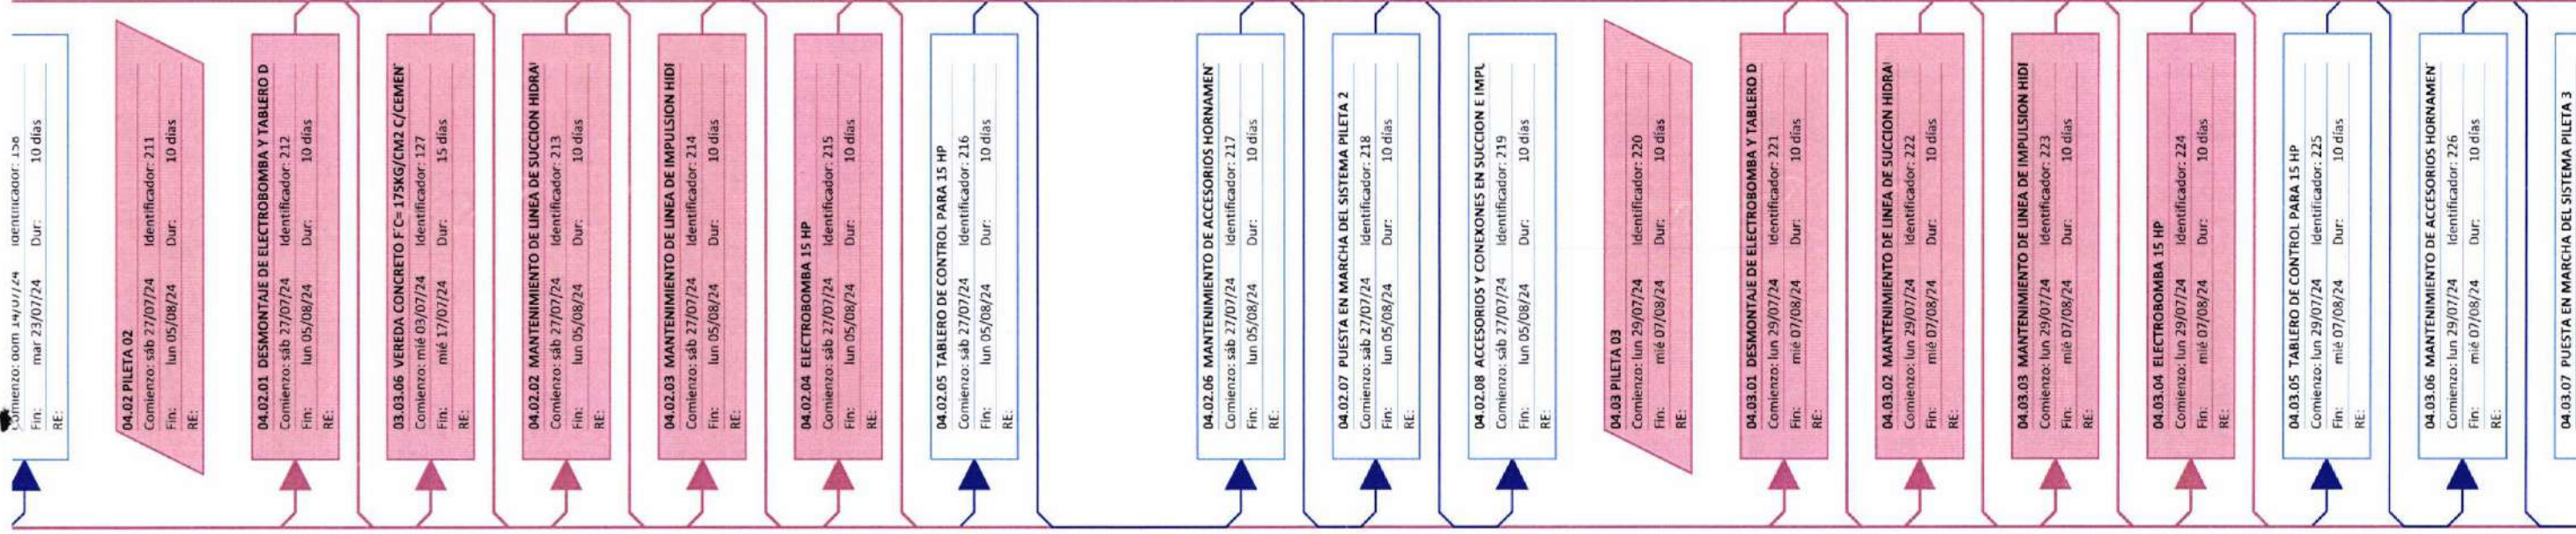 Fin: mar 23/07/24 Dur: 10 días
RE:
04.02 PILETA 02
Comienzo: sáb 27/07/24 Identificador: 211
Fin: lun 05/08/24 Dur: 10 días
RE:
04.02.01 DESMONTAJE DE ELECTROBOMBA Y TABLERO D
Comienzo: sáb 27/07/24 Identificador: 212
Fin: lun 05/08/24 Dur: 10 días
RE:
03.03.06 VEREDA CONCRETO F'C= 175KG/CM2 C/CEMEN
Comienzo: mié 03/07/24 Identificador: 127
Fin: mié 17/07/24 Dur: 15 días
RE:
04.02.02 MANTENIMIENTO DE LINEA DE SUCCION HIDRA
Comienzo: sáb 27/07/24 Identificador: 213
Fin: lun 05/08/24 Dur: 10 días
RE:
04.02.03 MANTENIMIENTO DE LINEA DE IMPULSION HID
Comienzo: sáb 27/07/24 Identificador: 214
Fin: lun 05/08/24 Dur: 10 días
RE:
04.02.04 ELECTROBOMBA 15 HP
Comienzo: sáb 27/07/24 Identificador: 215
Fin: lun 05/08/24 Dur: 10 días
RE:
04.02.05 TABLERO DE CONTROL PARA 15 HP
Comienzo: sáb 27/07/24 Identificador: 216
Fin: lun 05/08/24 Dur: 10 días
RE:
04.02.06 MANTENIMIENTO DE ACCESORIOS HORNAMEN
Comienzo: sáb 27/07/24 Identificador: 217
Fin: lun 05/08/24 Dur: 10 días
RE:
04.02.07 PUESTA EN MARCHA DEL SISTEMA PILETA 2
Comienzo: sáb 27/07/24 Identificador: 218
Fin: lun 05/08/24 Dur: 10 días
RE:
04.02.08 ACCESORIOS Y CONEXONES EN SUCCION E IMPU
Comienzo: sáb 27/07/24 Identificador: 219
Fin: lun 05/08/24 Dur: 10 días
RE:
04.03 PILETA 03
Comienzo: lun 29/07/24 Identificador: 220
Fin: mié 07/08/24 Dur: 10 días
RE:
04.03.01 DESMONTAJE DE ELECTROBOMBA Y TABLERO D
Comienzo: lun 29/07/24 Identificador: 221
Fin: mié 07/08/24 Dur: 10 días
RE:
04.03.02 MANTENIMIENTO DE LINEA DE SUCCION HIDRA
Comienzo: lun 29/07/24 Identificador: 222
Fin: mié 07/08/24 Dur: 10 días
RE:
04.03.03 MANTENIMIENTO DE LINEA DE IMPULSION HID
Comienzo: lun 29/07/24 Identificador: 223
Fin: mié 07/08/24 Dur: 10 días
RE:
04.03.04 ELECTROBOMBA 15 HP
Comienzo: lun 29/07/24 Identificador: 224
Fin: mié 07/08/24 Dur: 10 días
RE:
04.03.05 TABLERO DE CONTROL PARA 15 HP
Comienzo: lun 29/07/24 Identificador: 225
Fin: mié 07/08/24 Dur: 10 días
RE:
04.03.06 MANTENIMIENTO DE ACCESORIOS HORNAMEN
Comienzo: lun 29/07/24 Identificador: 226
Fin: mié 07/08/24 Dur: 10 días
RE:
04.03.07 PUESTA EN MARCHA DEL SISTEMA PILETA 3